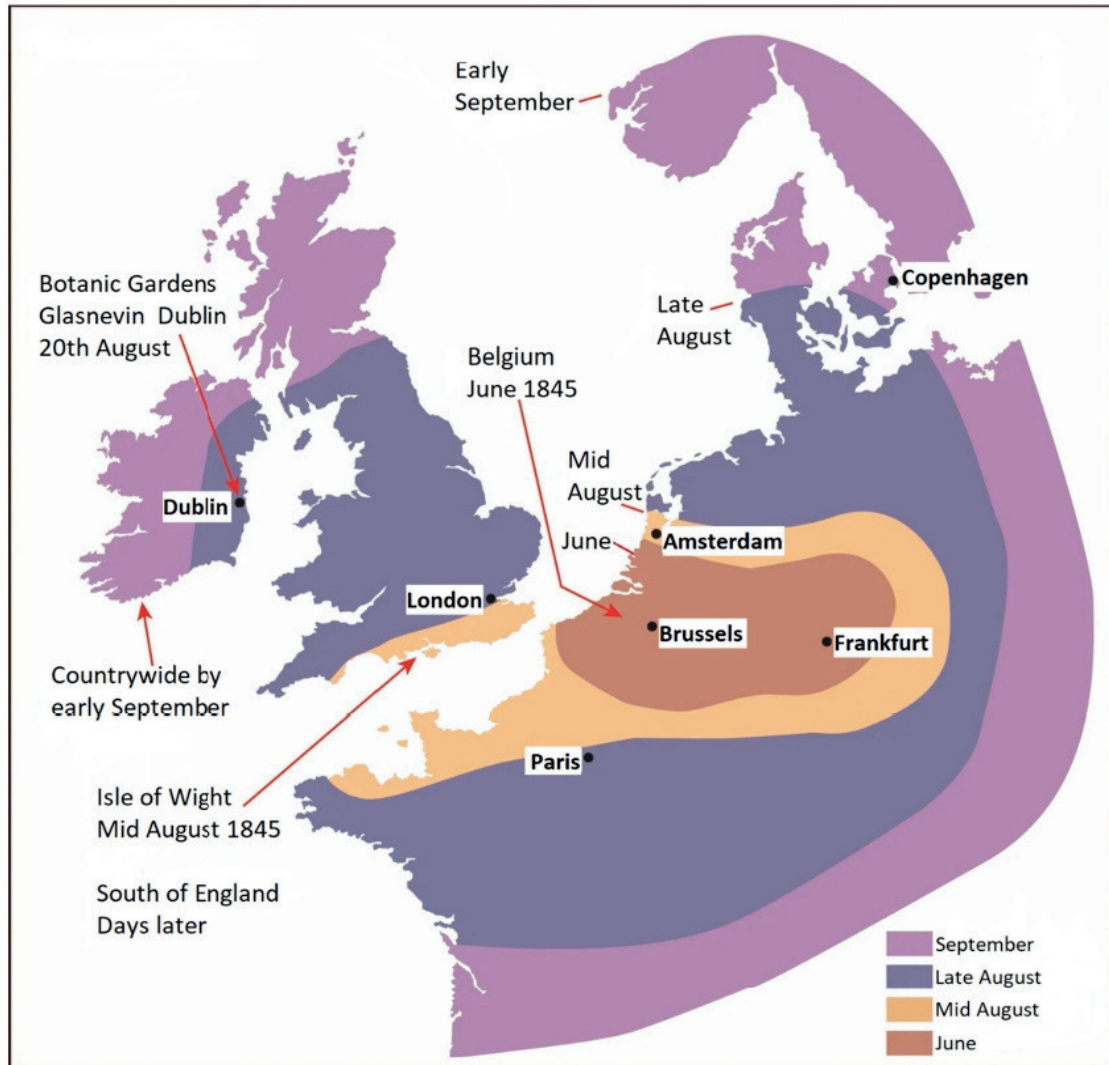 Early
September
Botanic Gardens
Glasnevin  Dublin
20th August
Copenhagen
Late
August
Belgium
June 1845
Mid
August
Dublin
June
Amsterdam
London
Brussels
Frankfurt
Countrywide by
early September
Paris
Isle of Wight
Mid August 1845
South of England
Days later
September
Late August
Mid August
June